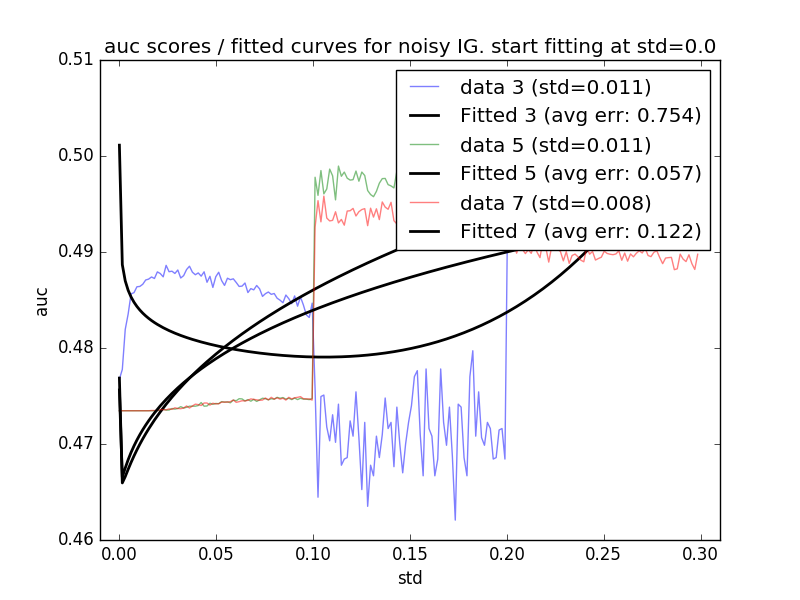 auc scores / fitted curves for noisy IG. start fitting at std=0.0
0.51
0.50
0.49
0.48
0.47
0.46
auc
data 3 (std=0.011)
Fitted 3 (avg err: 0.754)
data 5 (std=0.011)
Fitted 5 (avg err: 0.057)
data 7 (std=0.008)
Fitted 7 (avg err: 0.122)
0.00 0.05 0.10 0.15 0.20 0.25 0.30
std